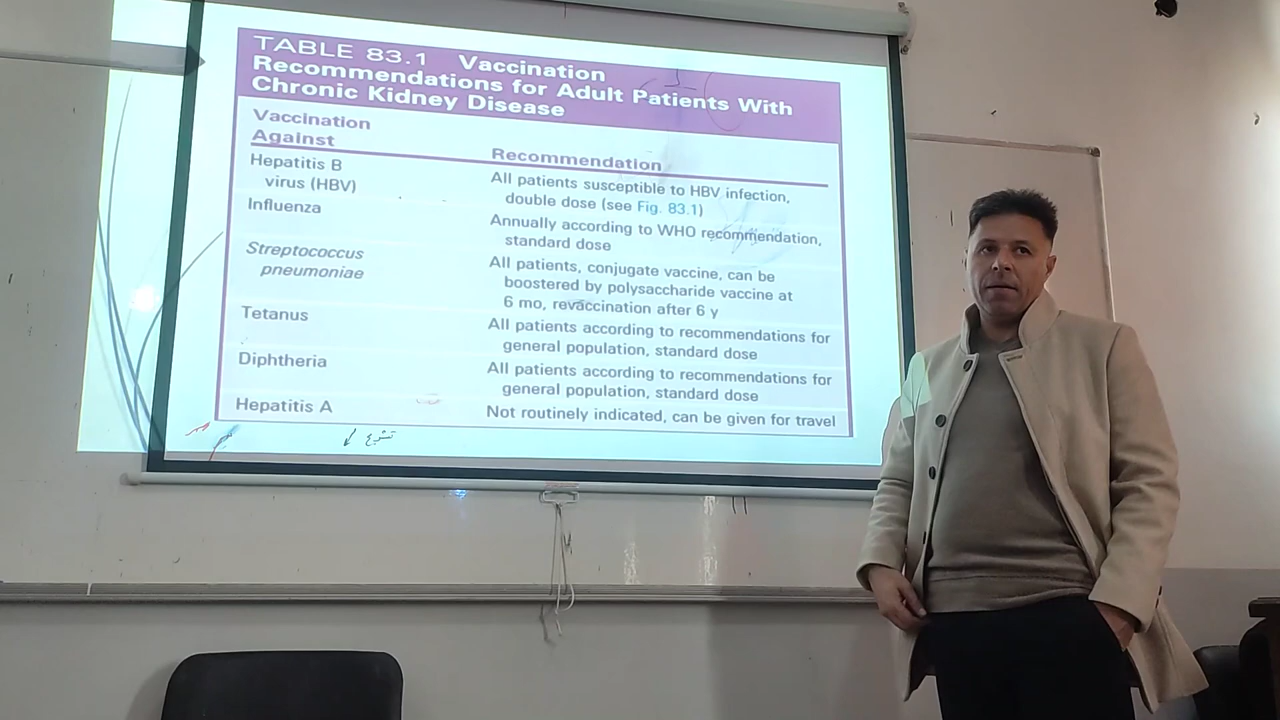 TABLE 83.1 Vaccination
Recommendations for Adult Patients With
Chronic Kidney Disease
Vaccination
Against
Recommendation
Hepatitis B
virus (HBV)
All patients susceptible to HBV infection,
double dose (see Fig. 83.1)
Influenza
Annually according to WHO recommendation,
standard dose
Streptococcus
pneumoniae
All patients, conjugate vaccine, can be
boostered by polysaccharide vaccine at
6 mo, revaccination after 6 y
Tetanus
All patients according to recommendations for
general population, standard dose
Diphtheria
All patients according to recommendations for
general population, standard dose
Hepatitis A
Not routinely indicated, can be given for travel